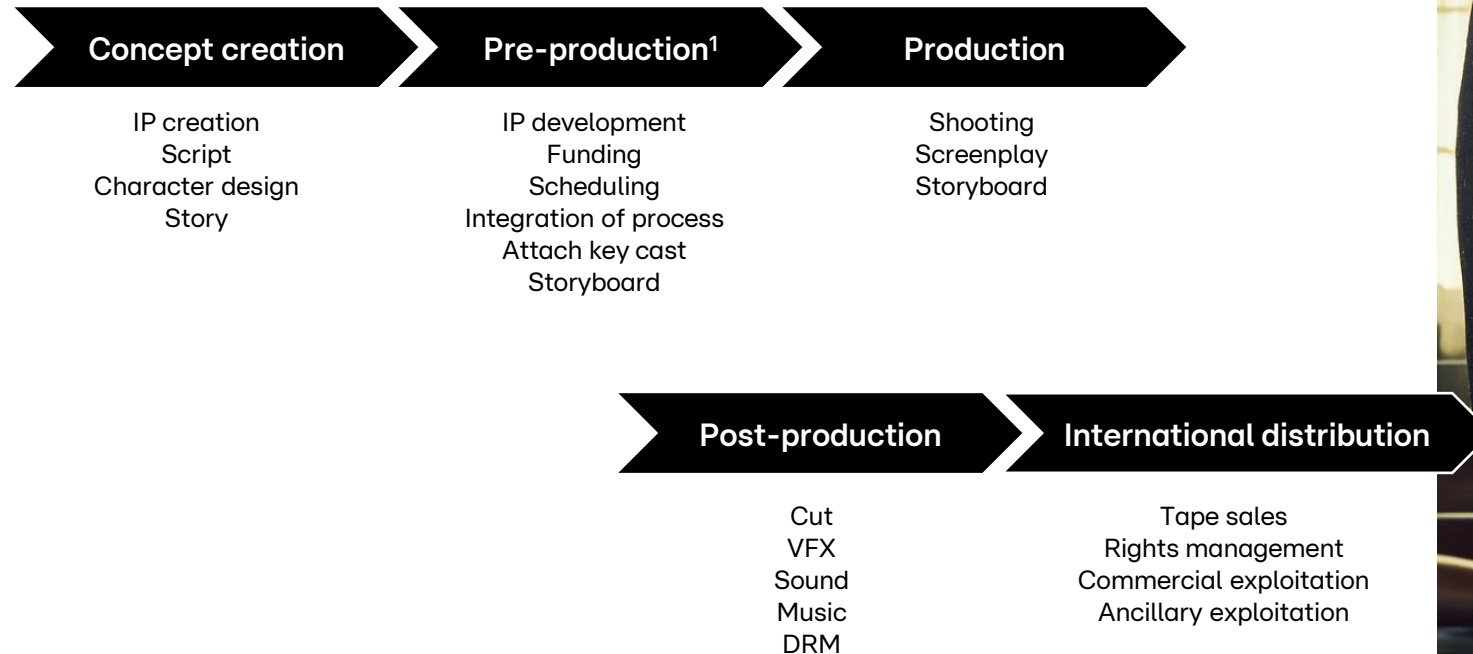 Concept creation
Pre-production¹
Production
IP creation
Script
Character design
Story
IP development
Funding
Scheduling
Integration of process
Attach key cast
Storyboard
Shooting
Screenplay
Storyboard
Post-production
International distribution
Cut
VFX
Sound
Music
DRM
Tape sales
Rights management
Commercial exploitation
Ancillary exploitation